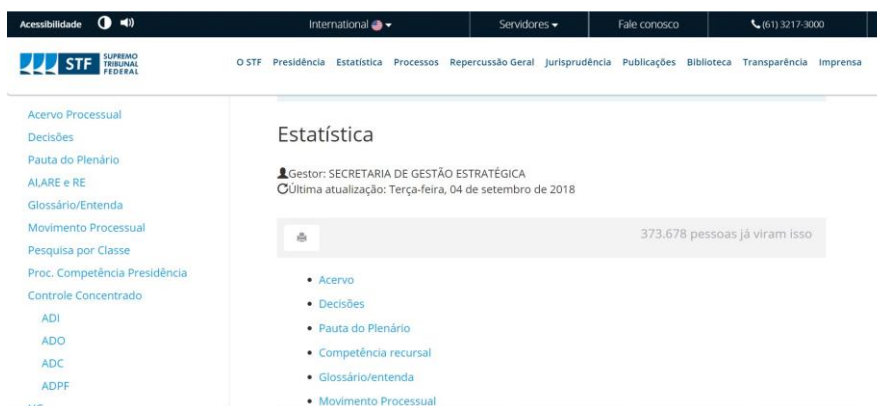 Acessibilidade International Servidores Fale conosco (61) 3217-3000
STF SUPREMO TRIBUNAL FEDERAL
O STF Presidência Estatística Processos Repercussão Geral Jurisprudência Publicações Biblioteca Transparência Imprensa
Acervo Processual
Decisões
Pauta do Plenário
AI,ARE e RE
Glossário/Entenda
Movimento Processual
Pesquisa por Classe
Proc. Competência Presidência
Controle Concentrado
ADI
ADO
ADC
ADPF
Estatística
Gestor: SECRETARIA DE GESTÃO ESTRATÉGICA
Última atualização: Terça-feira, 04 de setembro de 2018
373.678 pessoas já viram isso
Acervo
Decisões
Pauta do Plenário
Competência recursal
Glossário/entenda
Movimento Processual